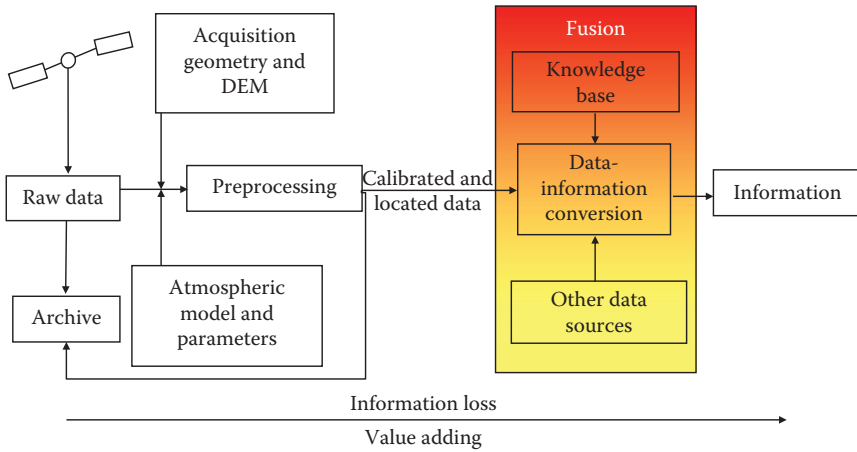 Acquisition
geometry and
DEM
Fusion
Knowledge
base
Raw data
Preprocessing
Calibrated and
located data
Data-
information
conversion
Information
Archive
Atmospheric
model and
parameters
Other data
sources
Information loss
Value adding